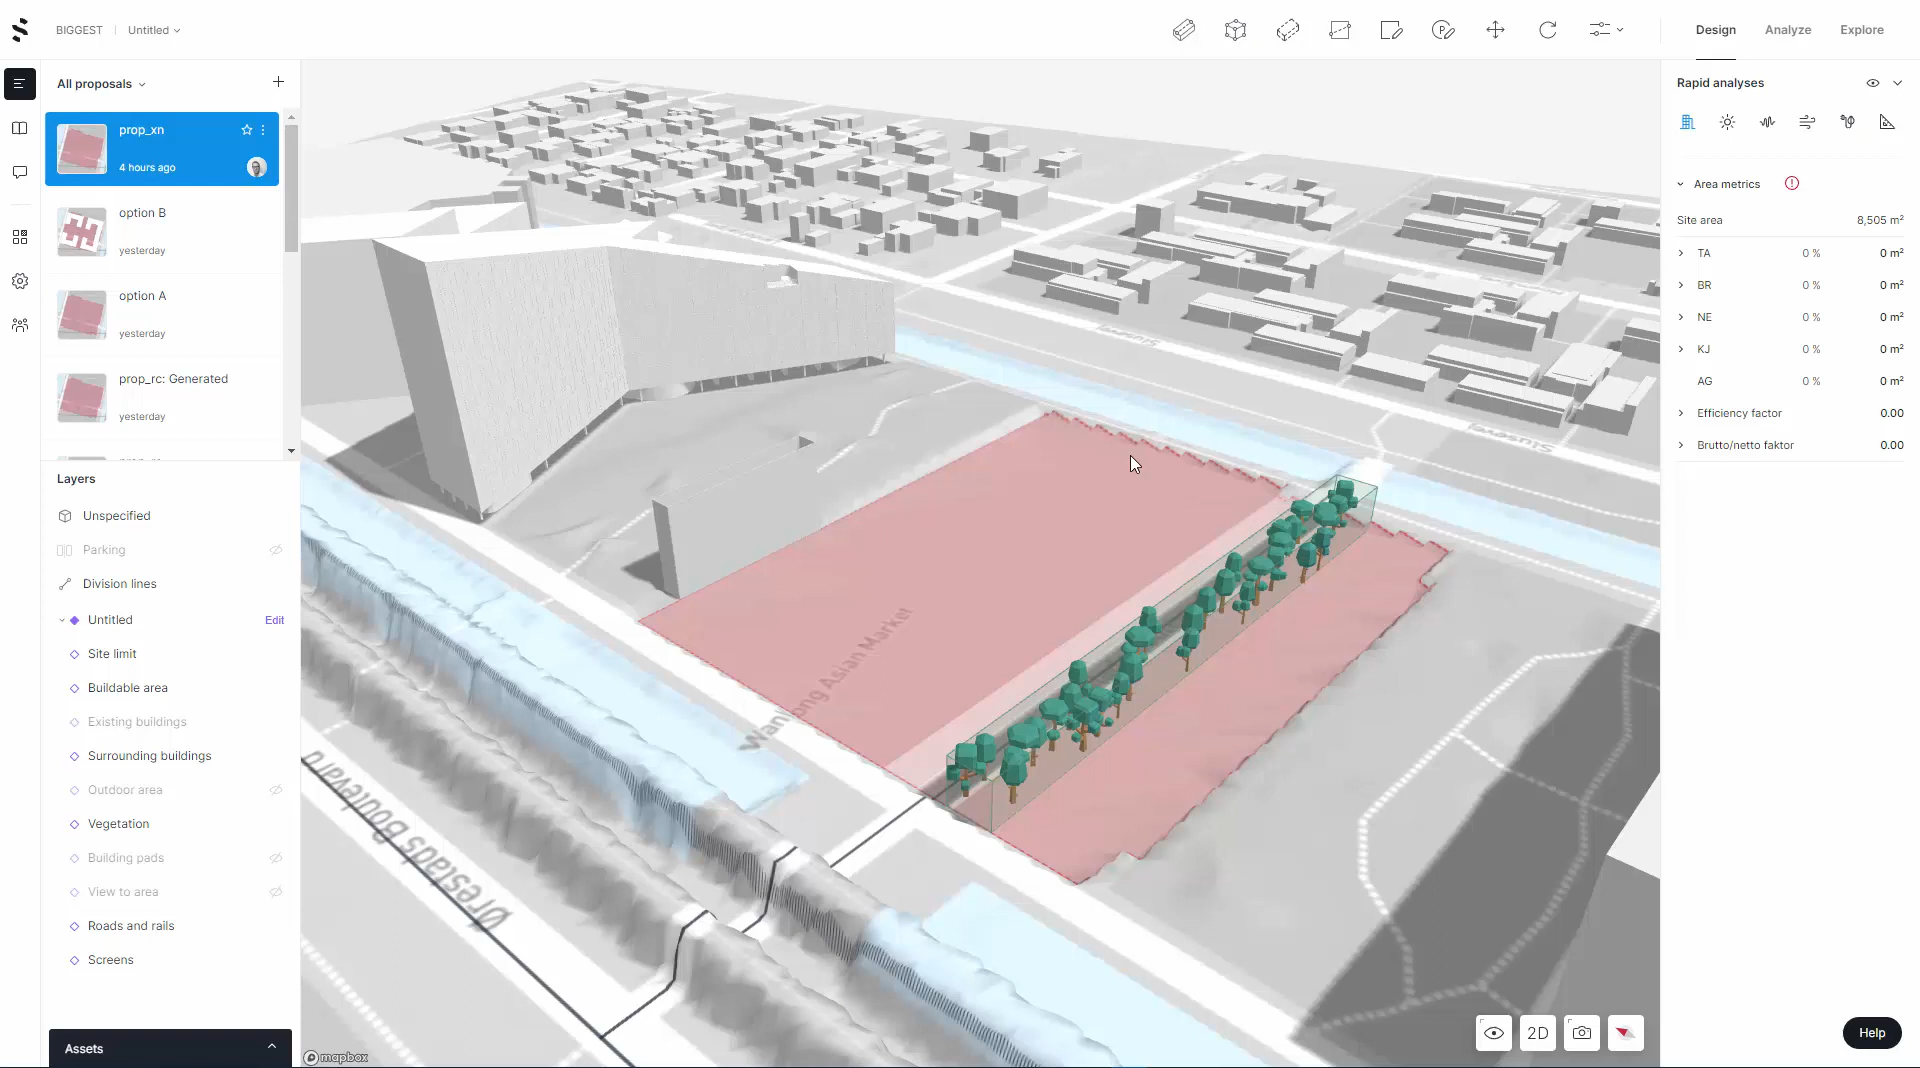 BIGGEST
Untitled
Design
Analyze
Explore
All proposals
prop_xn
4 hours ago
option B
yesterday
option A
yesterday
prop_rc: Generated
yesterday
Layers
Unspecified
Parking
Division lines
Untitled
Edit
Site limit
Buildable area
Existing buildings
Surrounding buildings
Outdoor area
Vegetation
Building pads
View to area
Roads and rails
Screens
Assets
Wanlong Asian Market
Ørestads Boulevard
mapbox
2D
Rapid analyses
Area metrics
Site area 8,505 m²
TA 0 % 0 m²
BR 0 % 0 m²
NE 0 % 0 m²
KJ 0 % 0 m²
AG 0 % 0 m²
Efficiency factor 0.00
Brutto/netto faktor 0.00
Help